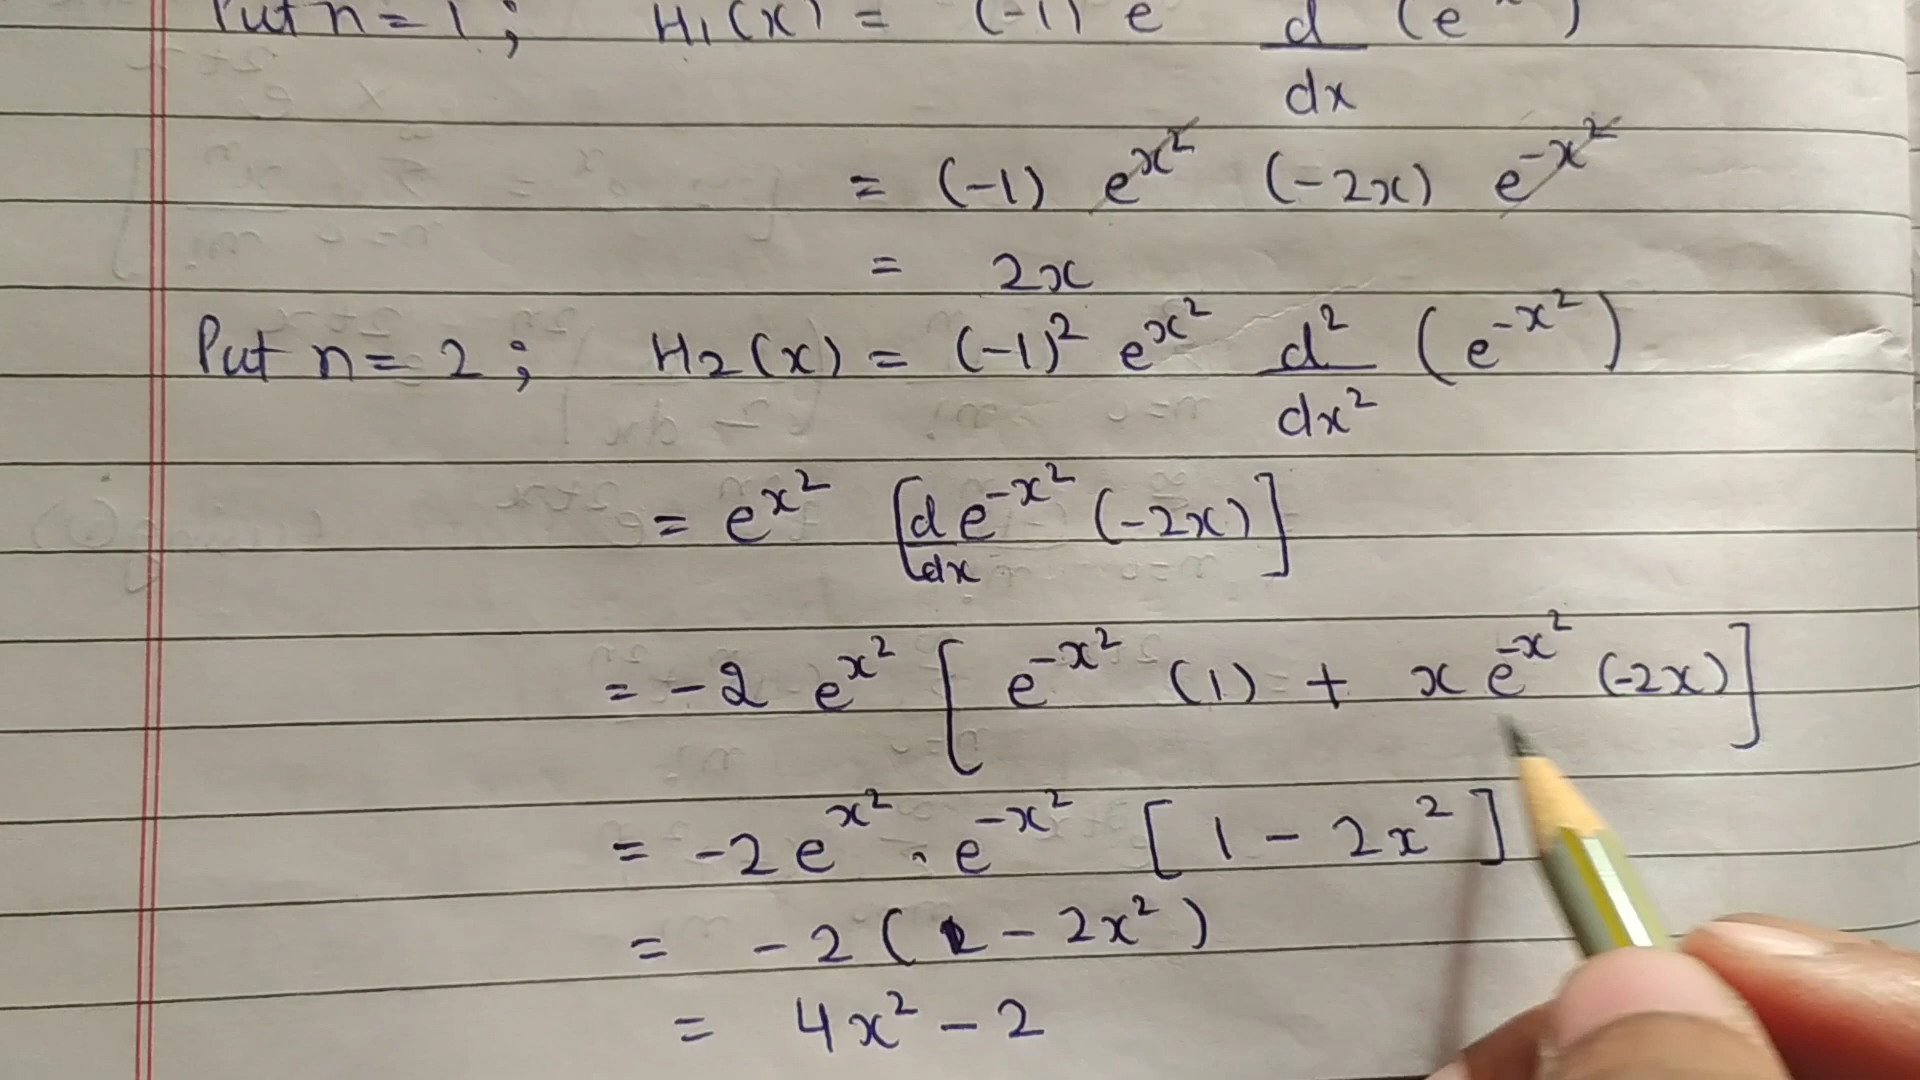 Put n = 1 ; H₁(x) = (-1) e d/dx (e )
= (-1) e^{x²} (-2x) e^{-x²}
= 2x
Put n = 2 ; H₂(x) = (-1)² e^{x²} d²/dx² (e^{-x²})
= e^{x²} [d/dx e^{-x²} (-2x)]
= -2 e^{x²} [e^{-x²} (1) + x e^{-x²} (-2x)]
= -2e^{x²} . e^{-x²} [1 - 2x²]
= -2 (1 - 2x²)
= 4x² - 2